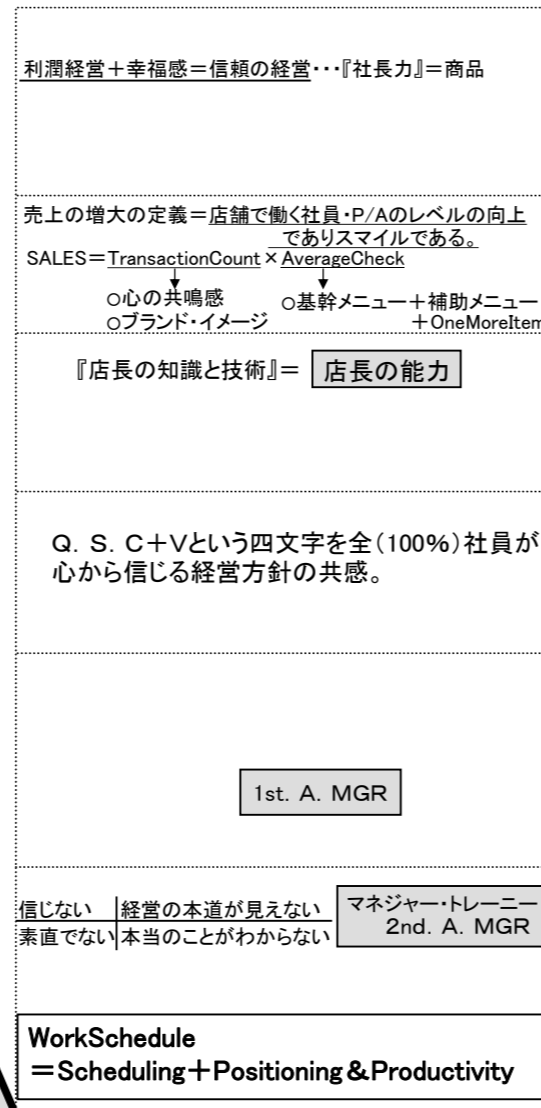 利潤経営＋幸福感＝信頼の経営・・・『社長力』＝商品
売上の増大の定義＝店舗で働く社員・P/Aのレベルの向上
でありスマイルである。
SALES＝TransactionCount×AverageCheck
○心の共鳴感
○ブランド・イメージ
○基幹メニュー＋補助メニュー
＋OneMoreItem
『店長の知識と技術』＝ 店長の能力
Q. S. C＋Vという四文字を全（100%）社員が
心から信じる経営方針の共感。
1st. A. MGR
信じない 経営の本道が見えない
素直でない 本当のことがわからない
マネジャー・トレーニー
2nd. A. MGR
WorkSchedule
＝Scheduling＋Positioning＆Productivity